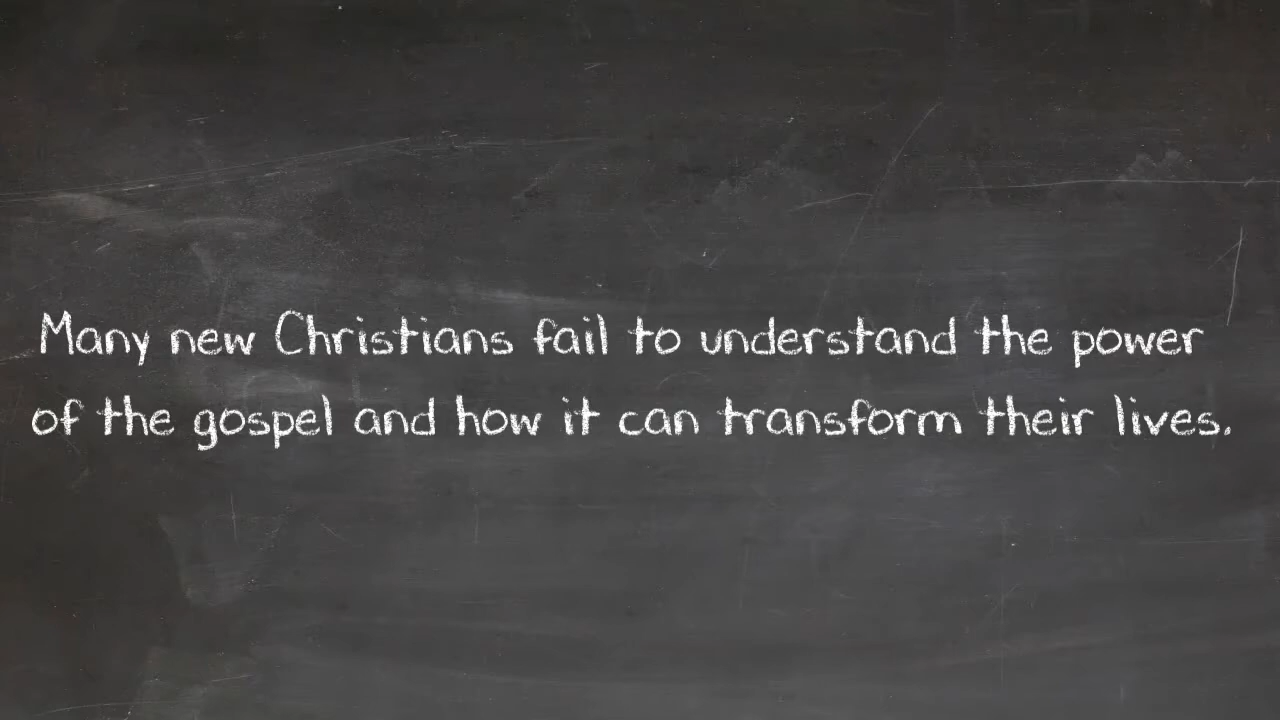 Many new Christians fail to understand the power
of the gospel and how it can transform their lives.